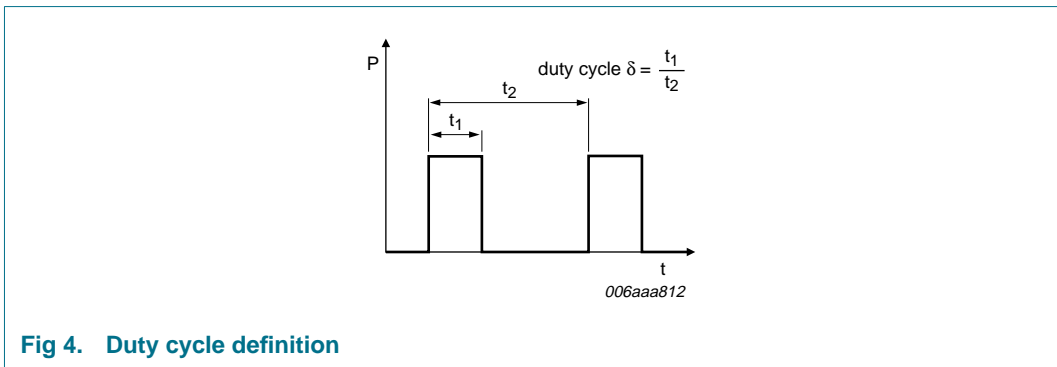 P
duty cycle δ = t1
t2
t2
t1
t
006aaa812
Fig 4. Duty cycle definition